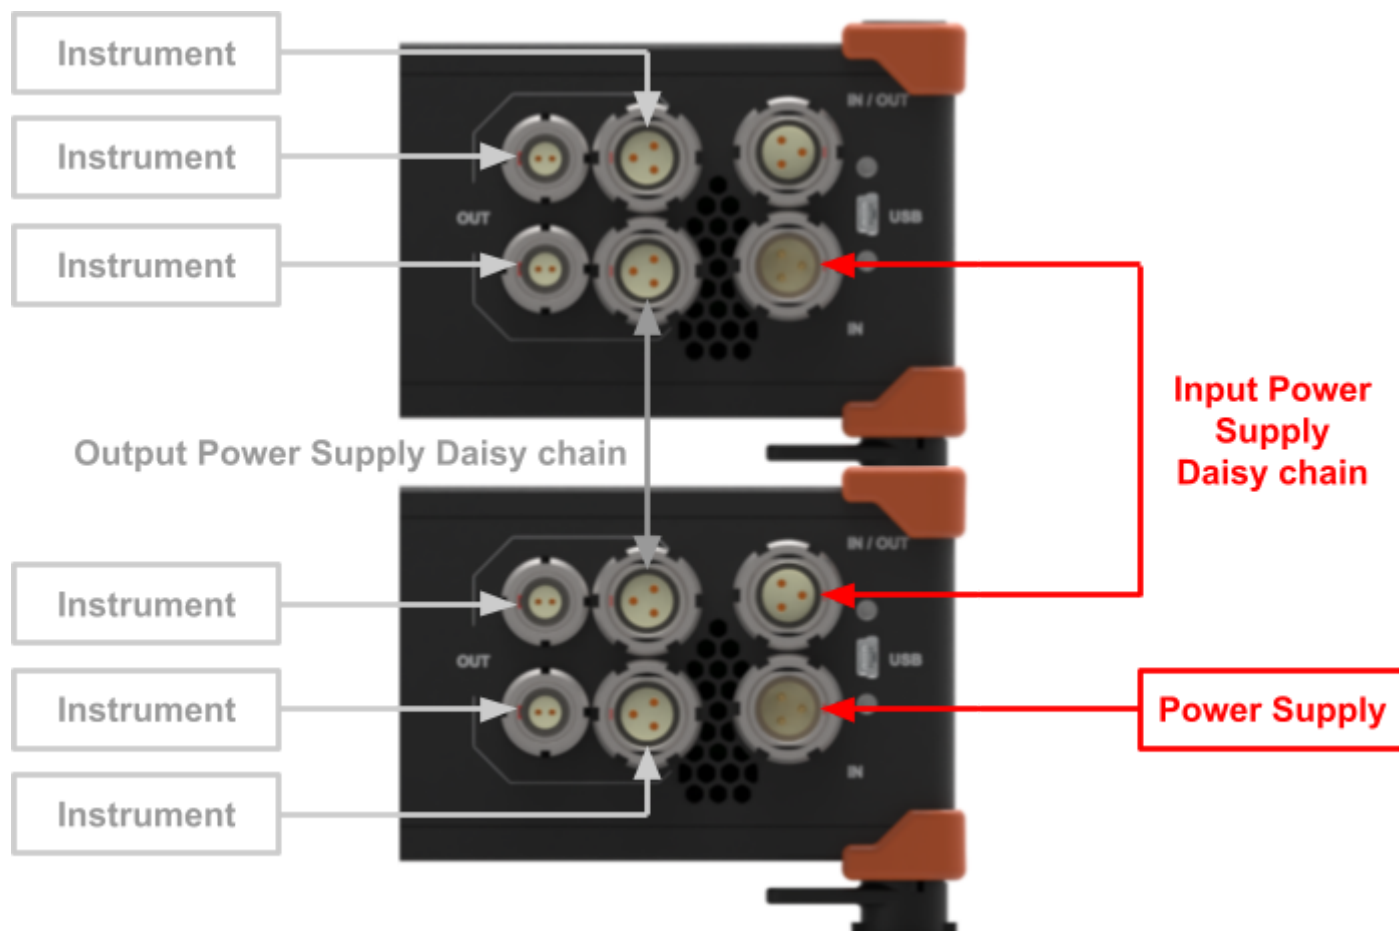 Instrument
IN / OUT
Instrument
OUT
USB
Instrument
IN
Input Power
Supply
Daisy chain
Output Power Supply Daisy chain
IN / OUT
Instrument
OUT
USB
Instrument
Power Supply
IN
Instrument